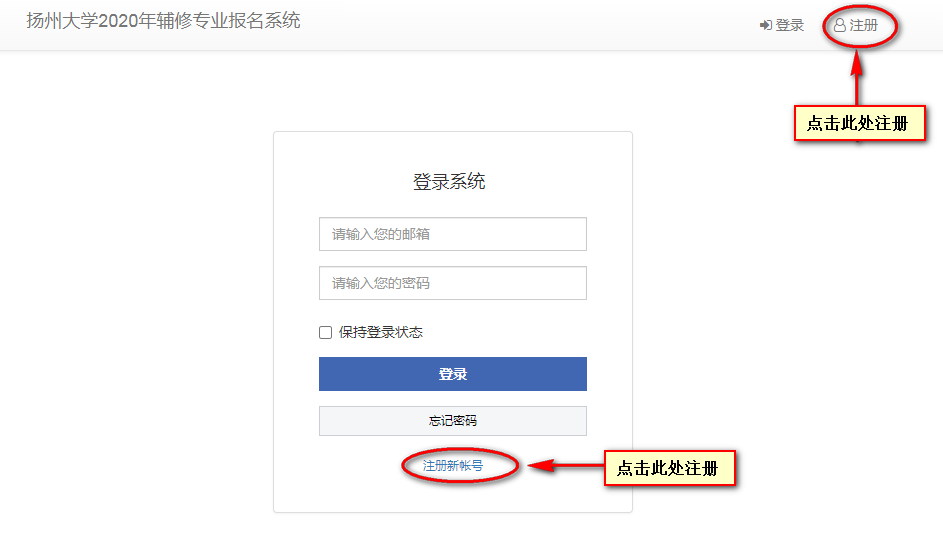 扬州大学2020年辅修专业报名系统
登录 注册
点击此处注册
登录系统
请输入您的邮箱
请输入您的密码
保持登录状态
登录
忘记密码
注册新帐号
点击此处注册